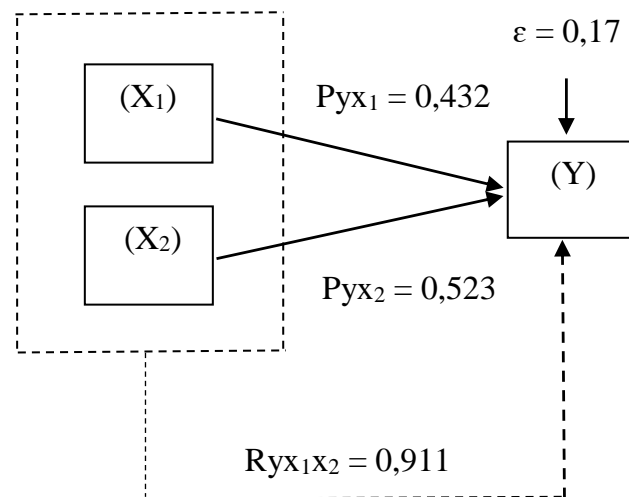 ε = 0,17
(X₁)
Pyx₁ = 0,432
(Y)
(X₂)
Pyx₂ = 0,523
Ryx₁x₂ = 0,911